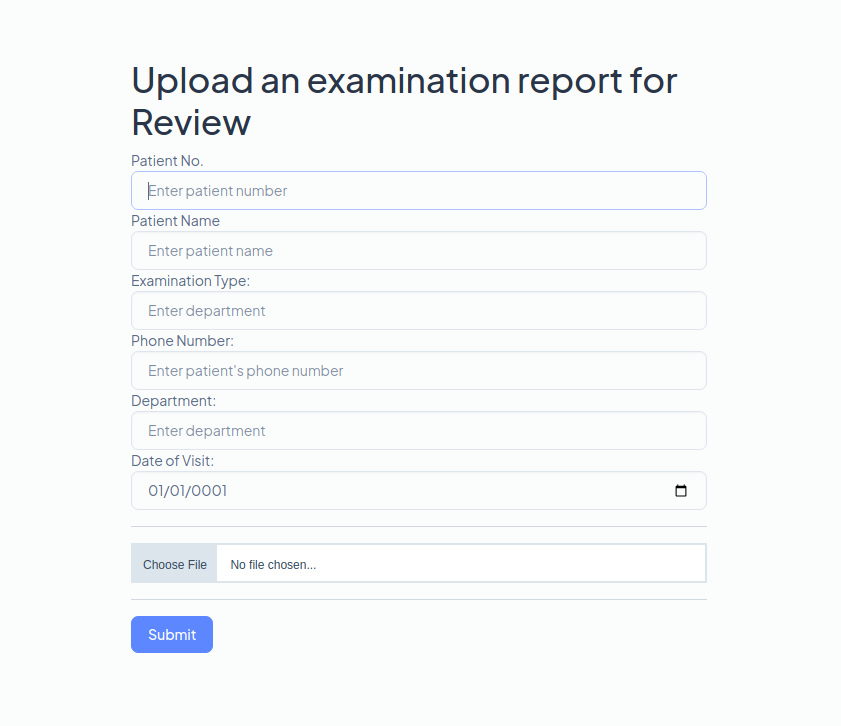 Upload an examination report for
Review
Patient No.
Enter patient number
Patient Name
Enter patient name
Examination Type:
Enter department
Phone Number:
Enter patient's phone number
Department:
Enter department
Date of Visit:
01/01/0001
Choose File No file chosen...
Submit